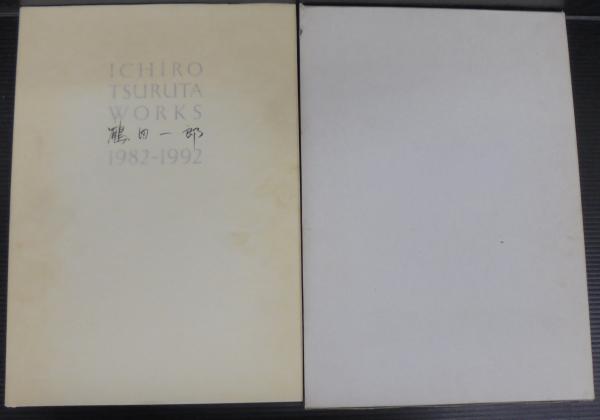 ICHIRO
TSURUTA
WORKS
鶴田一郎
1982-1992